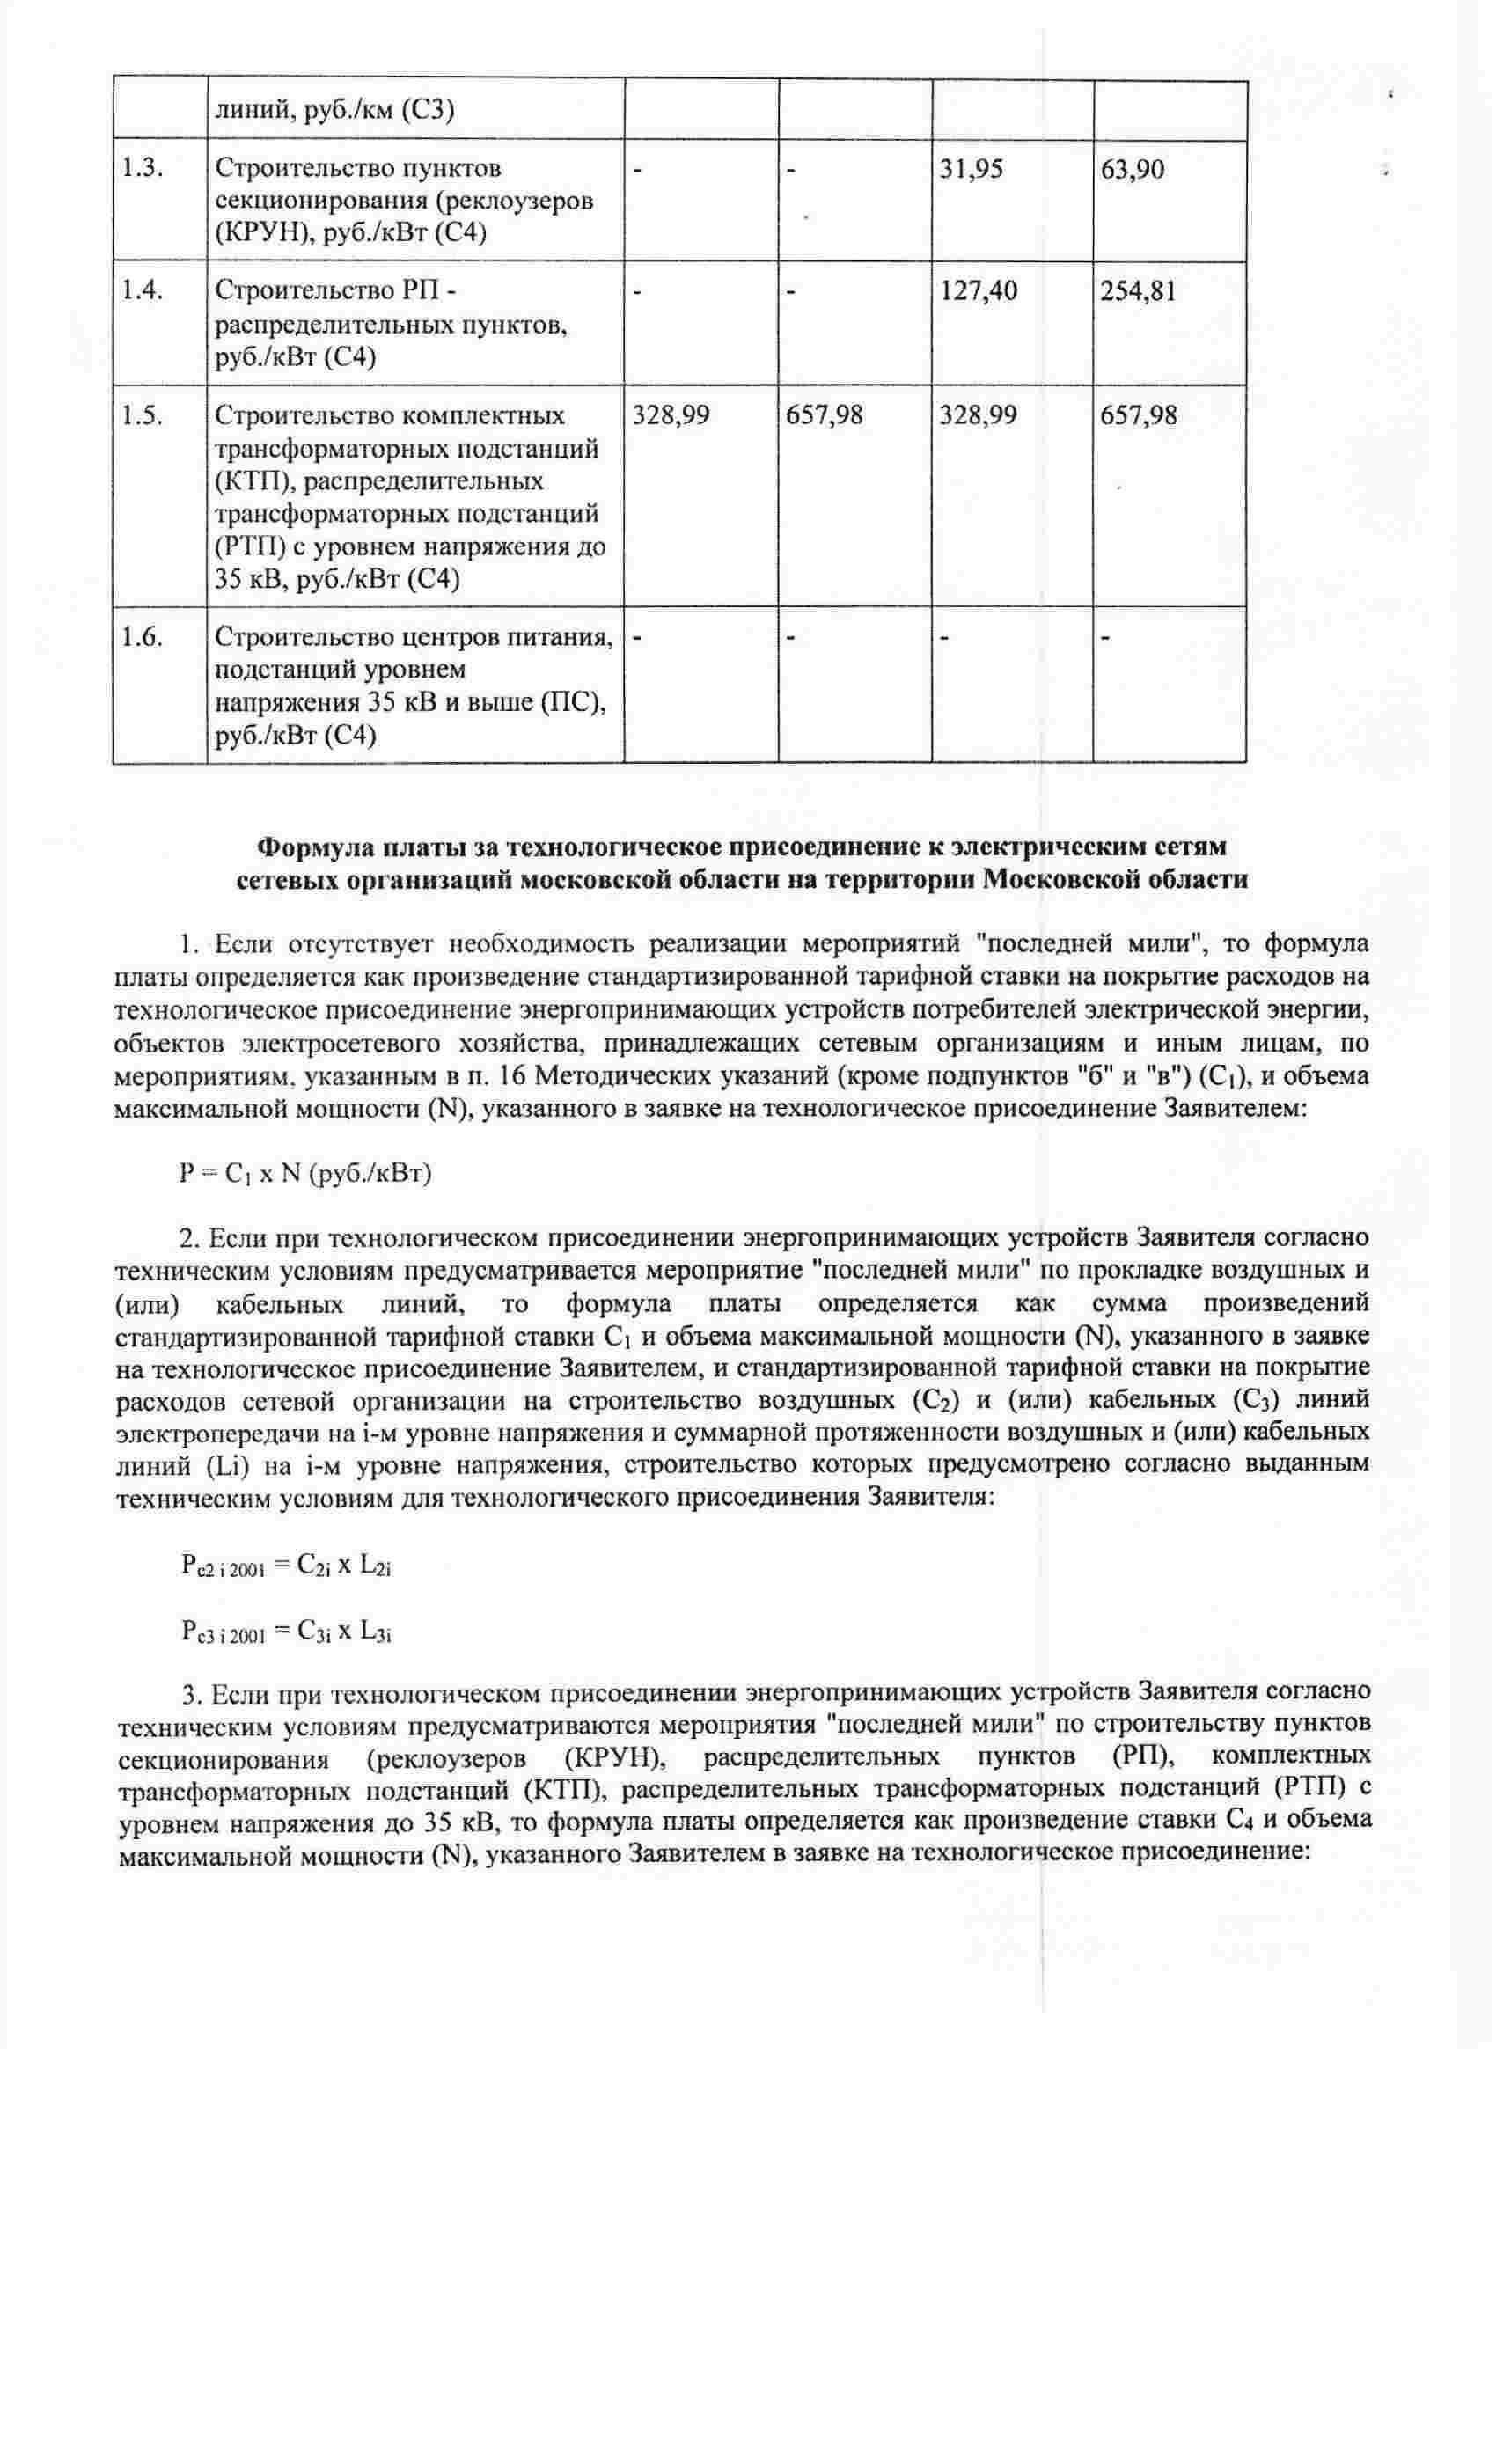 линий, руб./км (С3)
1.3. Строительство пунктов - - 31,95 63,90
секционирования (реклоузеров
(КРУН), руб./кВт (С4)
1.4. Строительство РП - - - 127,40 254,81
распределительных пунктов,
руб./кВт (С4)
1.5. Строительство комплектных 328,99 657,98 328,99 657,98
трансформаторных подстанций
(КТП), распределительных
трансформаторных подстанций
(РТП) с уровнем напряжения до
35 кВ, руб./кВт (С4)
1.6. Строительство центров питания, - - - -
подстанций уровнем
напряжения 35 кВ и выше (ПС),
руб./кВт (С4)
Формула платы за технологическое присоединение к электрическим сетям
сетевых организаций московской области на территории Московской области
1. Если отсутствует необходимость реализации мероприятий "последней мили", то формула
платы определяется как произведение стандартизированной тарифной ставки на покрытие расходов на
технологическое присоединение энергопринимающих устройств потребителей электрической энергии,
объектов электросетевого хозяйства, принадлежащих сетевым организациям и иным лицам, по
мероприятиям, указанным в п. 16 Методических указаний (кроме подпунктов "б" и "в") (С1), и объема
максимальной мощности (N), указанного в заявке на технологическое присоединение Заявителем:
P = C1 x N (руб./кВт)
2. Если при технологическом присоединении энергопринимающих устройств Заявителя согласно
техническим условиям предусматривается мероприятие "последней мили" по прокладке воздушных и
(или) кабельных линий, то формула платы определяется как сумма произведений
стандартизированной тарифной ставки С1 и объема максимальной мощности (N), указанного в заявке
на технологическое присоединение Заявителем, и стандартизированной тарифной ставки на покрытие
расходов сетевой организации на строительство воздушных (С2) и (или) кабельных (С3) линий
электропередачи на i-м уровне напряжения и суммарной протяженности воздушных и (или) кабельных
линий (Li) на i-м уровне напряжения, строительство которых предусмотрено согласно выданным
техническим условиям для технологического присоединения Заявителя:
Pc2 i 2001 = C2i x L2i
Pc3 i 2001 = C3i x L3i
3. Если при технологическом присоединении энергопринимающих устройств Заявителя согласно
техническим условиям предусматриваются мероприятия "последней мили" по строительству пунктов
секционирования (реклоузеров (КРУН), распределительных пунктов (РП), комплектных
трансформаторных подстанций (КТП), распределительных трансформаторных подстанций (РТП) с
уровнем напряжения до 35 кВ, то формула платы определяется как произведение ставки С4 и объема
максимальной мощности (N), указанного Заявителем в заявке на технологическое присоединение: